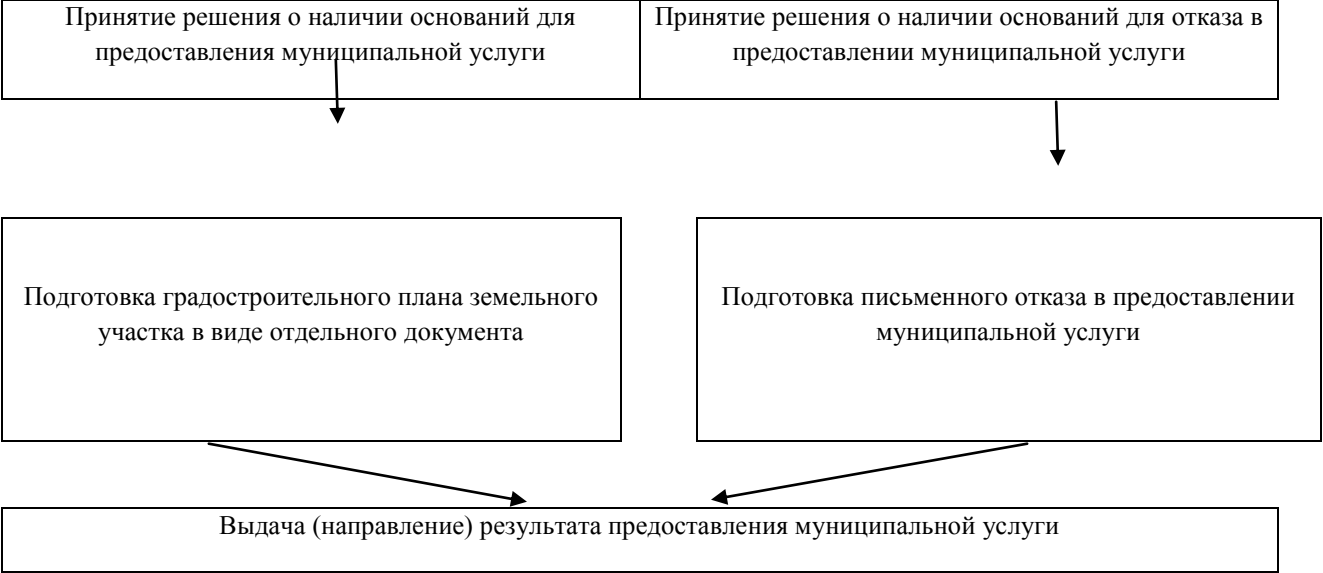 Принятие решения о наличии оснований для
предоставления муниципальной услуги
Принятие решения о наличии оснований для отказа в
предоставлении муниципальной услуги
Подготовка градостроительного плана земельного
участка в виде отдельного документа
Подготовка письменного отказа в предоставлении
муниципальной услуги
Выдача (направление) результата предоставления муниципальной услуги